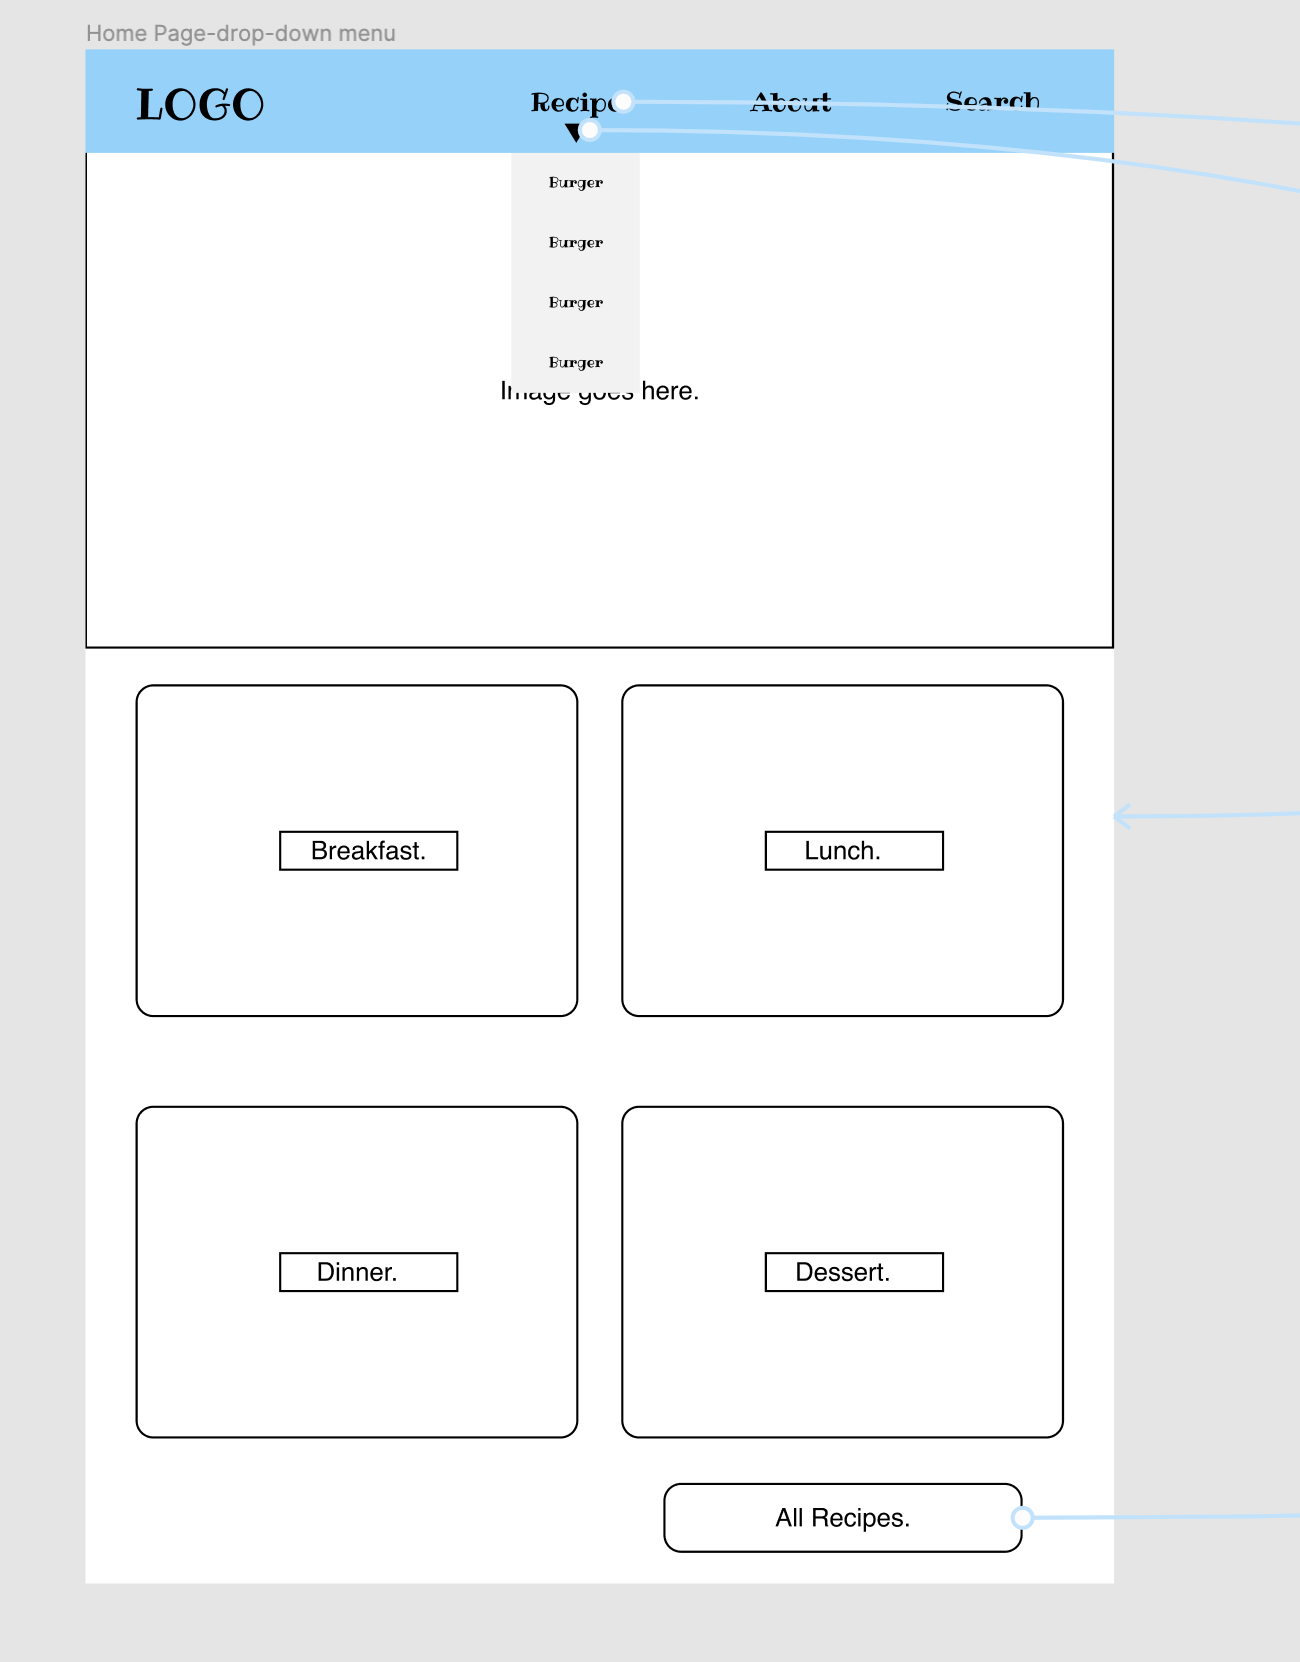 Home Page-drop-down menu
LOGO
Recipe
About
Search
Burger
Burger
Burger
Burger
Image goes here.
Breakfast.
Lunch.
Dinner.
Dessert.
All Recipes.